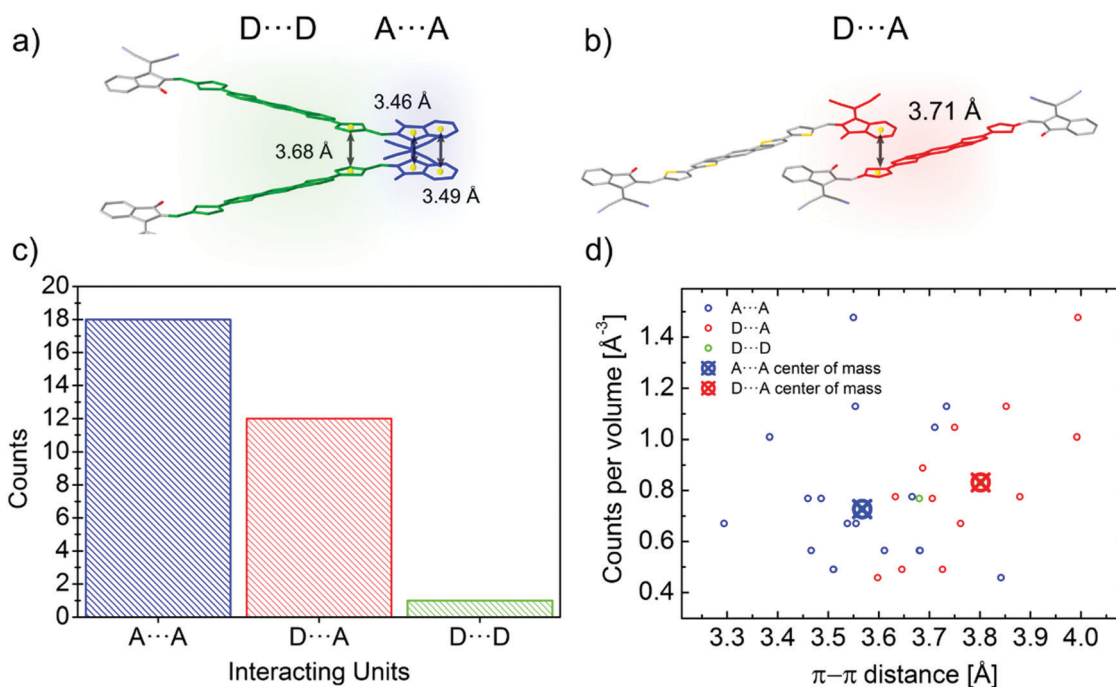 a)
D···D A···A
3.46 Å
3.68 Å
3.49 Å
b)
D···A
3.71 Å
c)
Counts
20
18
16
14
12
10
8
6
4
2
0
A···A D···A D···D
Interacting Units
d)
Counts per volume [Å-3]
1.4
1.2
1.0
0.8
0.6
0.4
A···A
D···A
D···D
A···A center of mass
D···A center of mass
3.3 3.4 3.5 3.6 3.7 3.8 3.9 4.0
π–π distance [Å]